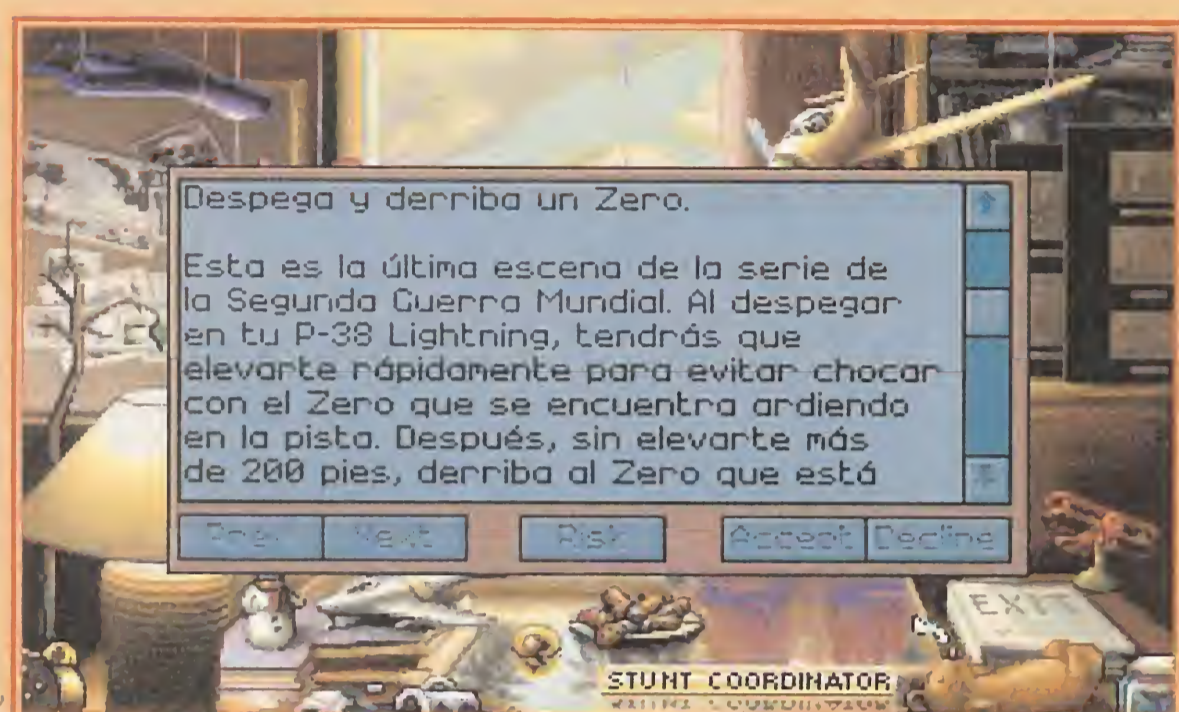 Despega y derriba un Zero.
Esta es la última escena de la serie de
la Segunda Guerra Mundial. Al despegar
en tu P-38 Lightning, tendrás que
elevarte rápidamente para evitar chocar
con el Zero que se encuentra ardiendo
en la pista. Después, sin elevarte más
de 200 pies, derriba al Zero que está
Prev Next Risk Accept Decline
EXIT
STUNT COORDINATOR